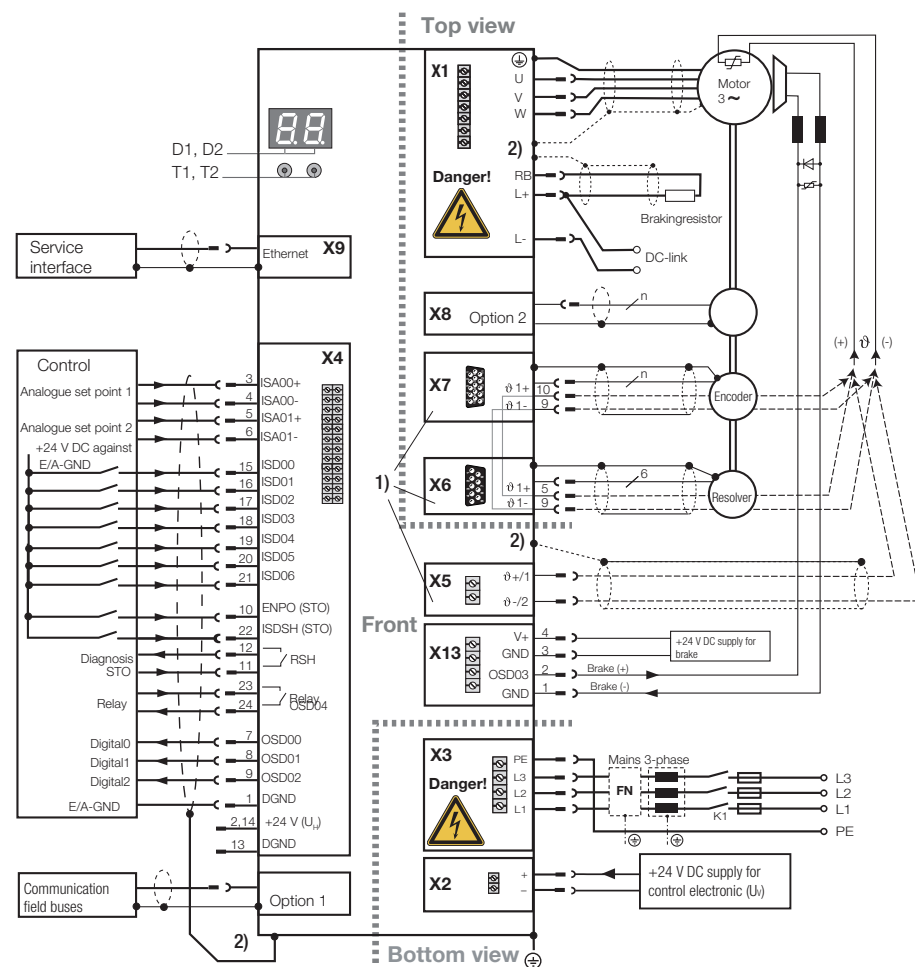 Top view
X1
U
V
W
Motor
3 ~
8.8.
D1, D2
T1, T2
2)
Danger!
RB
L+
L-
Brakingresistor
DC-link
Service
interface
Ethernet
X9
X8
Option 2
n
(+) ϑ (-)
Control
X4
Analogue set point 1
3 ISA00+
4 ISA00-
Analogue set point 2
5 ISA01+
6 ISA01-
+24 V DC against
E/A-GND
15 ISD00
16 ISD01
17 ISD02
18 ISD03
19 ISD04
20 ISD05
21 ISD06
10 ENPO (STO)
22 ISDSH (STO)
Diagnosis
STO
12
11
RSH
Relay
23
24
Relay
OSD04
Digital0
7 OSD00
Digital1
8 OSD01
Digital2
9 OSD02
E/A-GND
1 DGND
2,14 +24 V (UH)
13 DGND
Communication
field buses
Option 1
2)
X7
ϑ 1+ 10
ϑ 1- 9
n
Encoder
1)
X6
ϑ 1+ 5
ϑ 1- 9
6
Resolver
2)
X5
ϑ+/1
ϑ-/2
Front
X13
V+ 4
GND 3
OSD03 2
GND 1
+24 V DC supply for
brake
Brake (+)
Brake (-)
X3
Danger!
PE
L3
L2
L1
Mains 3-phase
FN
K1
L3
L2
L1
PE
X2
+
–
+24 V DC supply for
control electronic (UV)
Bottom view